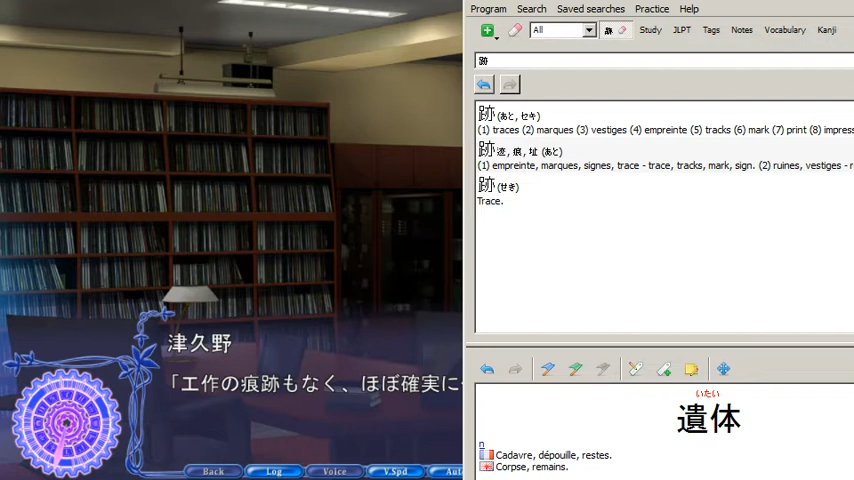 津久野
「工作の痕跡もなく、ほぼ確実に
Back Log Voice V.Spd Aut
Program Search Saved searches Practice Help
All 跡 Study JLPT Tags Notes Vocabulary Kanji
跡
跡 (あと, セキ)
(1) traces (2) marques (3) vestiges (4) empreinte (5) tracks (6) mark (7) print (8) impress
跡 迹, 痕, 址 (あと)
(1) empreinte, marques, signes, trace - trace, tracks, mark, sign. (2) ruines, vestiges - r
跡 (せき)
Trace.
いたい
遺体
n
Cadavre, dépouille, restes.
Corpse, remains.